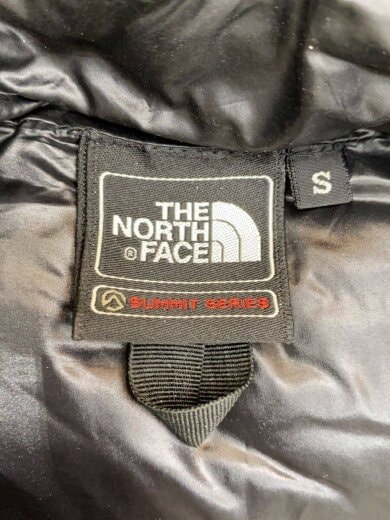 THE
NORTH
® FACE
SUMMIT SERIES
S